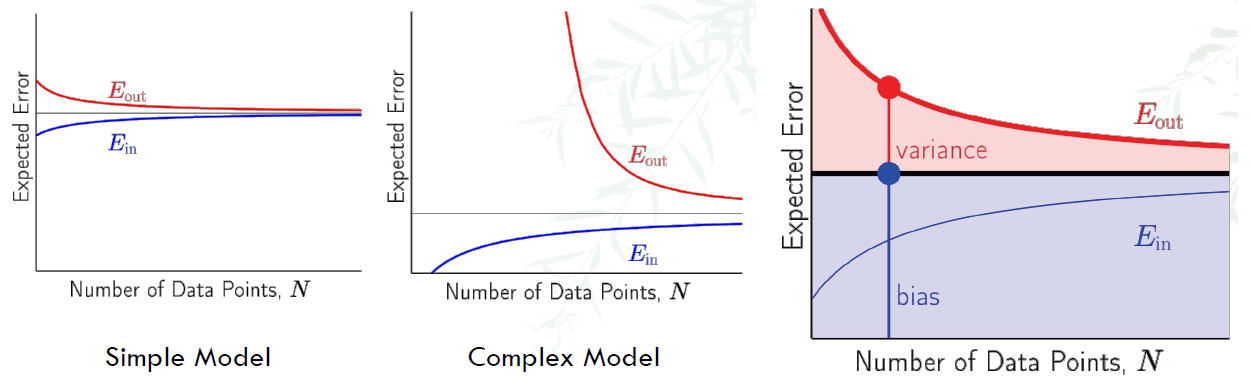 Expected Error
E_out
E_in
Number of Data Points, N
Simple Model
Expected Error
E_out
E_in
Number of Data Points, N
Complex Model
Expected Error
E_out
variance
E_in
bias
Number of Data Points, N